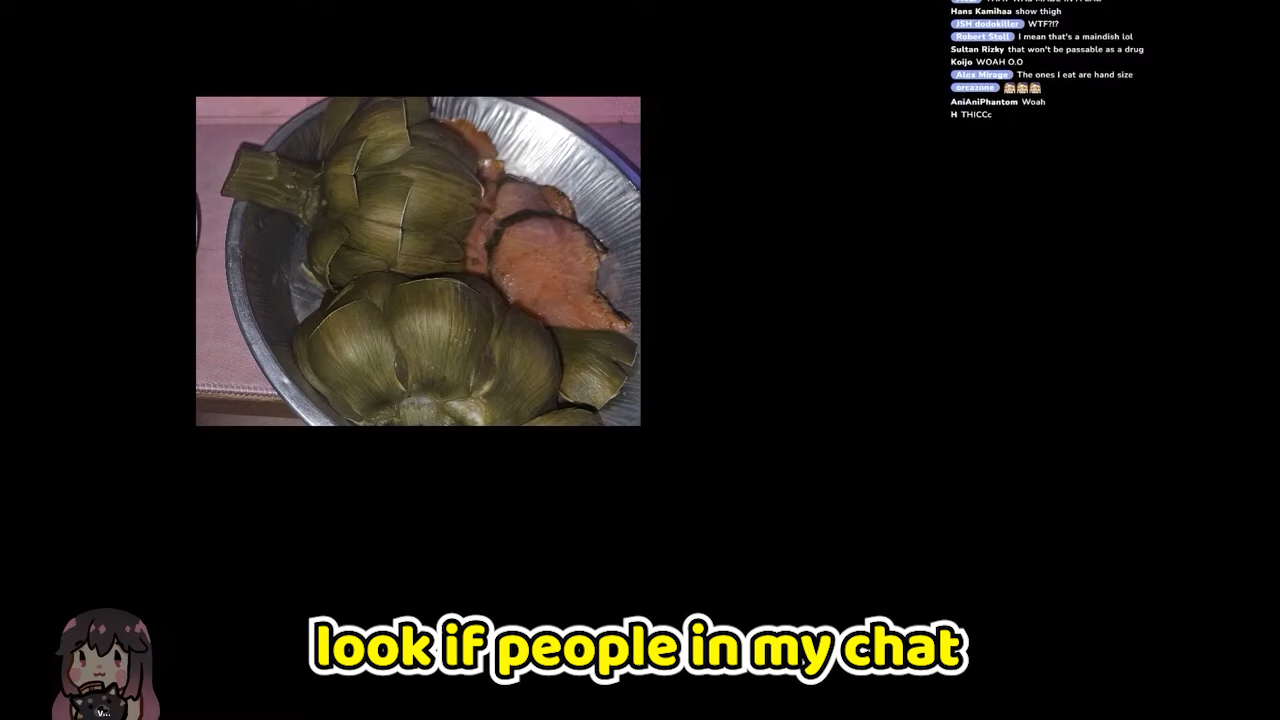 Hans Kamihaa show thigh
JSH dodokiller WTF?!?
Robert Stoll I mean that's a maindish lol
Sultan Rizky that won't be passable as a drug
Koijo WOAH O.O
Alex Mirage The ones I eat are hand size
orcazone
AniAniPhantom Woah
H THICCc
look if people in my chat